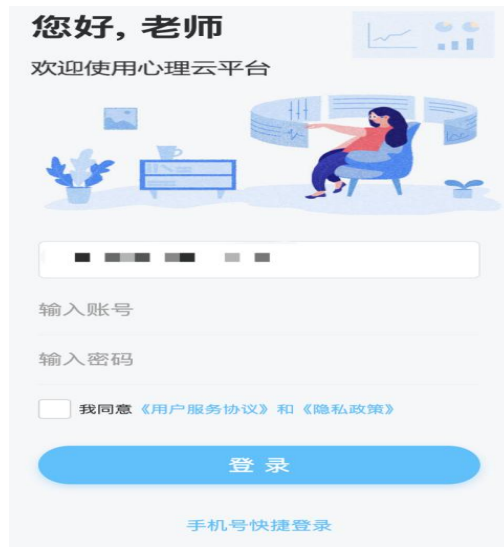 您好, 老师
欢迎使用心理云平台
输入账号
输入密码
我同意《用户服务协议》和《隐私政策》
登录
手机号快捷登录